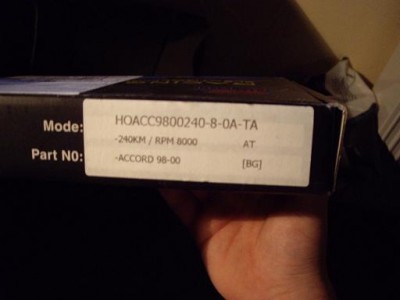 Mode: HOACC9800240-8-0A-TA
-240KM / RPM 8000 AT
Part N0: -ACCORD 98-00 [BG]